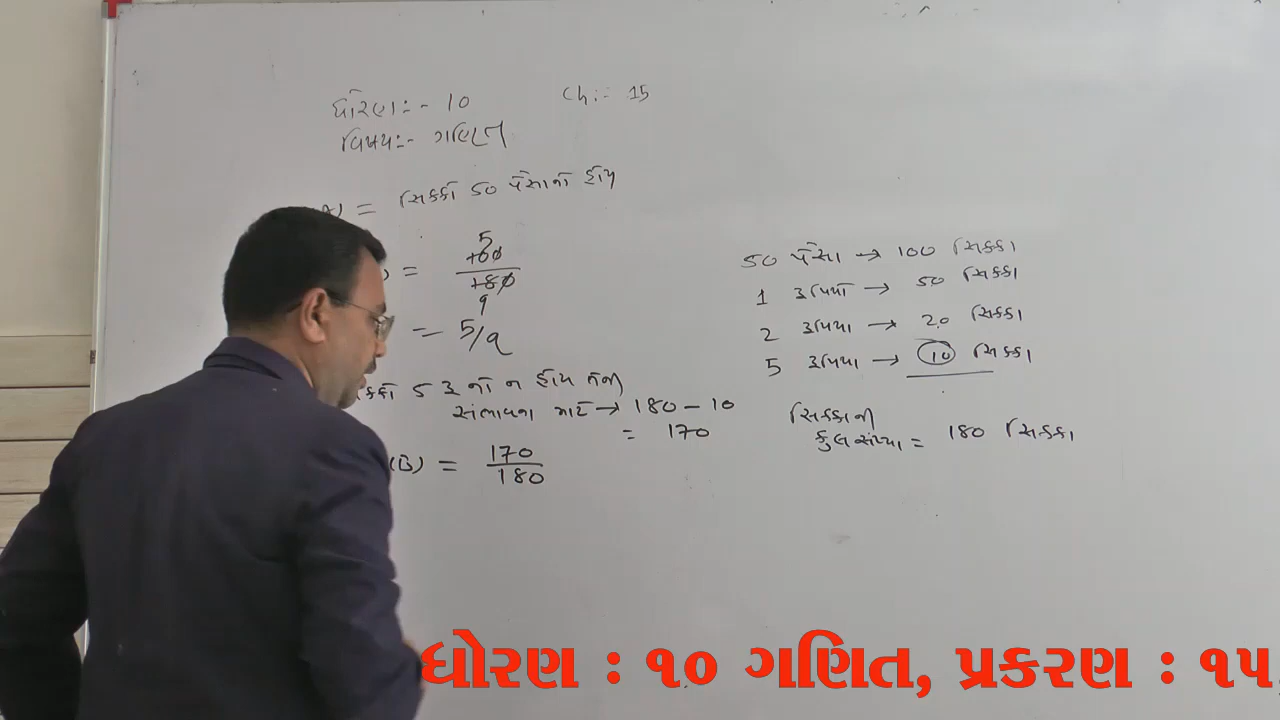 ધોરણ:- 10 Ch:- 15
વિષય:- ગણિત
A) = સિક્કો 50 પૈસાનો હોય
) = 5 100 / 180 9
= 5/9
સિક્કો 5 રૂ નો ન હોય તેની
સંભાવના માટે → 180 – 10
= 170
(B) = 170 / 180
50 પૈસા → 100 સિક્કા
1 રૂપિયો → 50 સિક્કા
2 રૂપિયા → 20 સિક્કા
5 રૂપિયા → 10 સિક્કા
સિક્કાની
કુલ સંખ્યા = 180 સિક્કા
ધોરણ : ૧૦ ગણિત, પ્રકરણ : ૧૫